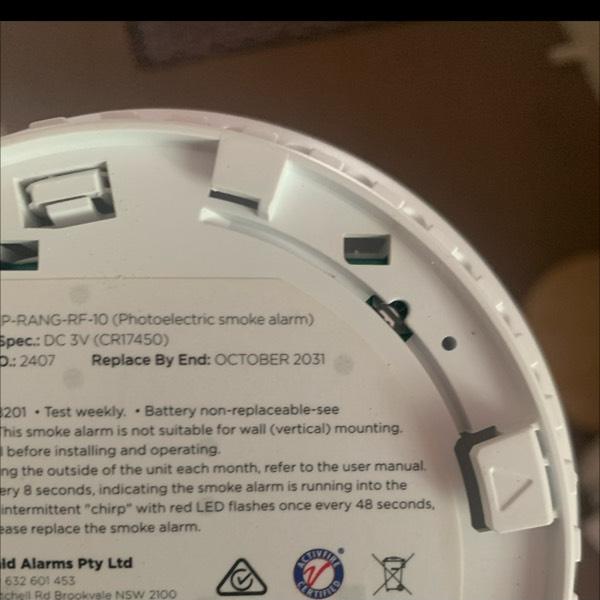 P-RANG-RF-10 (Photoelectric smoke alarm)
Spec.: DC 3V (CR17450)
O.: 2407 Replace By End: OCTOBER 2031
3201 • Test weekly. • Battery non-replaceable-see
This smoke alarm is not suitable for wall (vertical) mounting.
l before installing and operating.
ng the outside of the unit each month, refer to the user manual.
ery 8 seconds, indicating the smoke alarm is running into the
intermittent "chirp" with red LED flashes once every 48 seconds,
ease replace the smoke alarm.
ld Alarms Pty Ltd
632 601 453
tchell Rd Brookvale NSW 2100
ACTIVFIRE
CERTIFIED